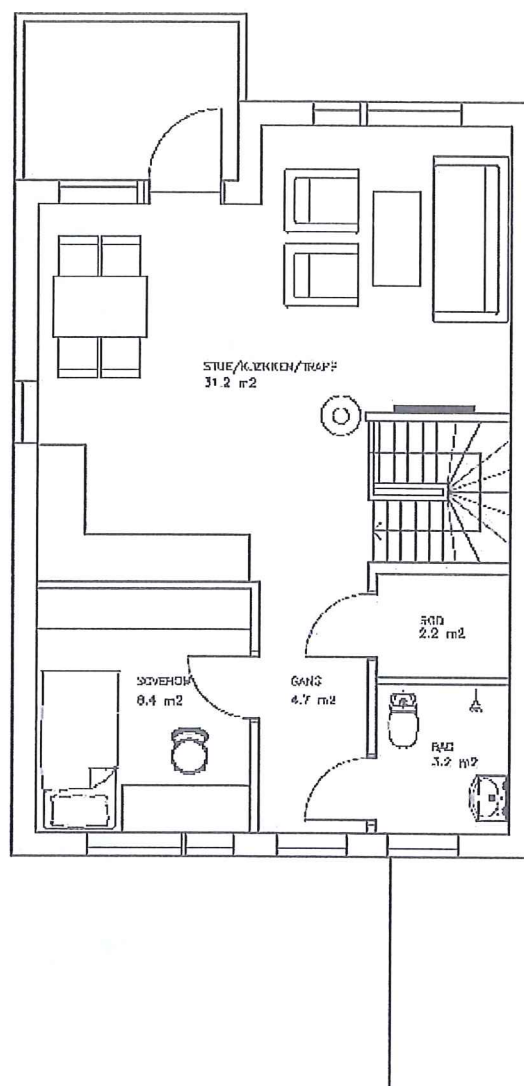 STUE/KJØKKEN/TRAPP
31.2 m2
BOD
2.2 m2
SOVEROM
8.4 m2
GANG
4.7 m2
BAD
3.2 m2